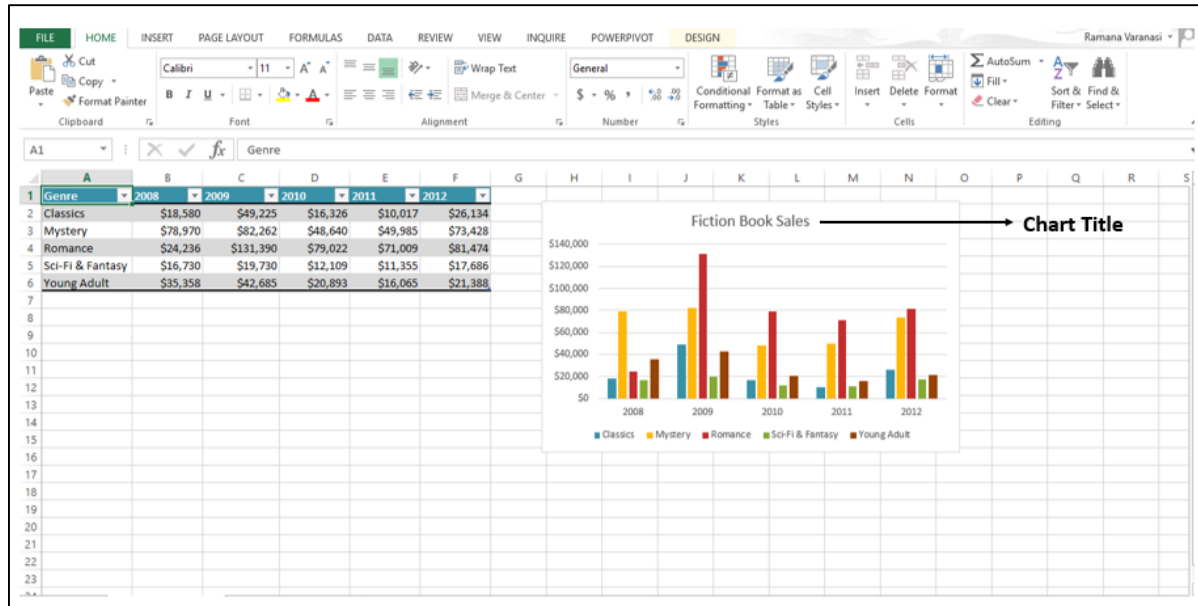 FILE HOME INSERT PAGE LAYOUT FORMULAS DATA REVIEW VIEW INQUIRE POWERPIVOT DESIGN Ramana Varanasi
Cut
Copy
Format Painter
Paste
Clipboard
Calibri 11
B I U
Font
Wrap Text
Merge & Center
Alignment
General
$ % ,
Number
Conditional Formatting
Format as Table
Cell Styles
Styles
Insert Delete Format
Cells
AutoSum
Fill
Clear
Sort & Filter
Find & Select
Editing
A1 fx Genre
A B C D E F G H I J K L M N O P Q R S
1 Genre 2008 2009 2010 2011 2012
2 Classics $18,580 $49,225 $16,326 $10,017 $26,134
3 Mystery $78,970 $82,262 $48,640 $49,985 $73,428
4 Romance $24,236 $131,390 $79,022 $71,009 $81,474
5 Sci-Fi & Fantasy $16,730 $19,730 $12,109 $11,355 $17,686
6 Young Adult $35,358 $42,685 $20,893 $16,065 $21,388
7
8
9
10
11
12
13
14
15
16
17
18
19
20
21
22
23
Fiction Book Sales
Chart Title
$140,000
$120,000
$100,000
$80,000
$60,000
$40,000
$20,000
$0
2008 2009 2010 2011 2012
Classics Mystery Romance Sci-Fi & Fantasy Young Adult